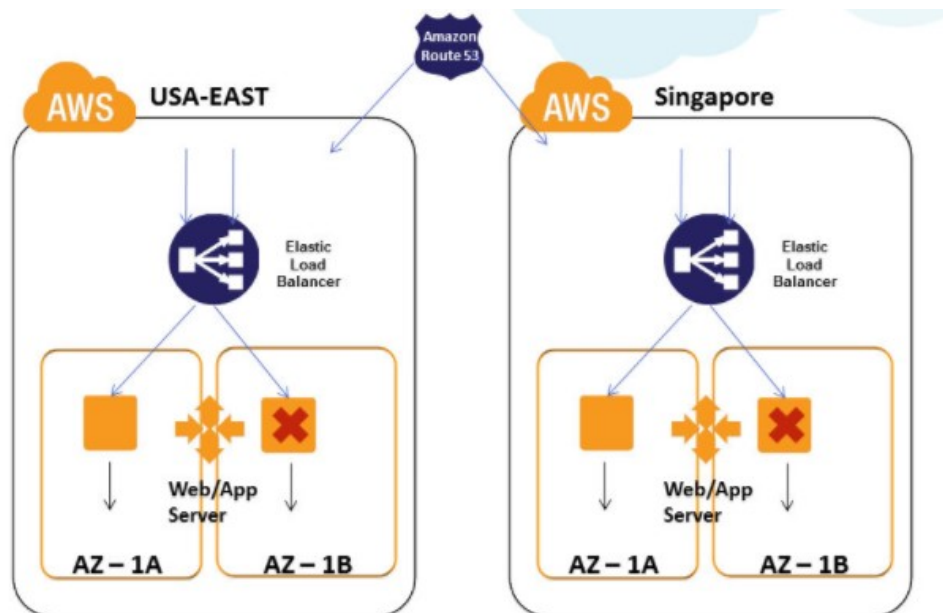 Amazon
Route 53
AWS
USA-EAST
AWS
Singapore
Elastic
Load
Balancer
Elastic
Load
Balancer
Web/App
Server
Web/App
Server
AZ – 1A
AZ – 1B
AZ – 1A
AZ – 1B